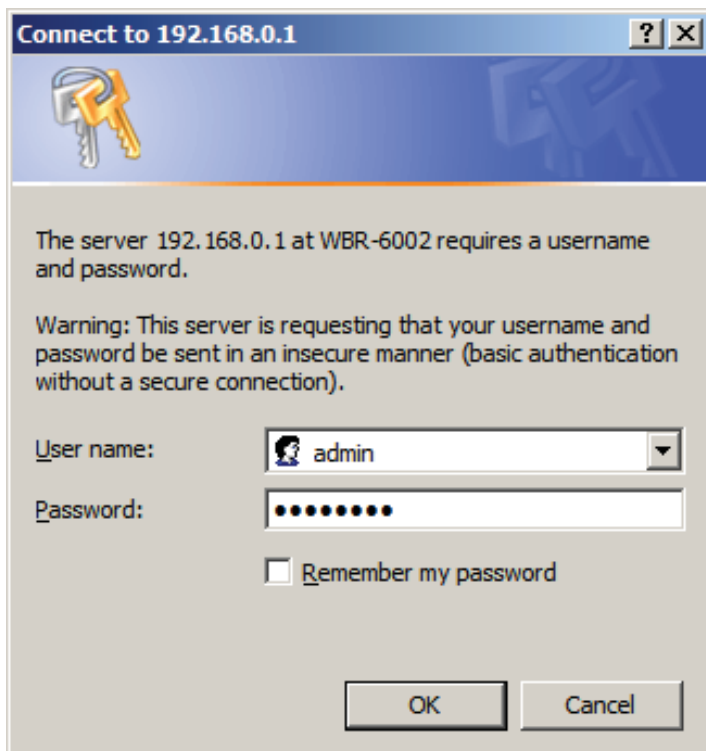 Connect to 192.168.0.1
The server 192.168.0.1 at WBR-6002 requires a username
and password.
Warning: This server is requesting that your username and
password be sent in an insecure manner (basic authentication
without a secure connection).
User name:
admin
Password:
••••••••
Remember my password
OK
Cancel